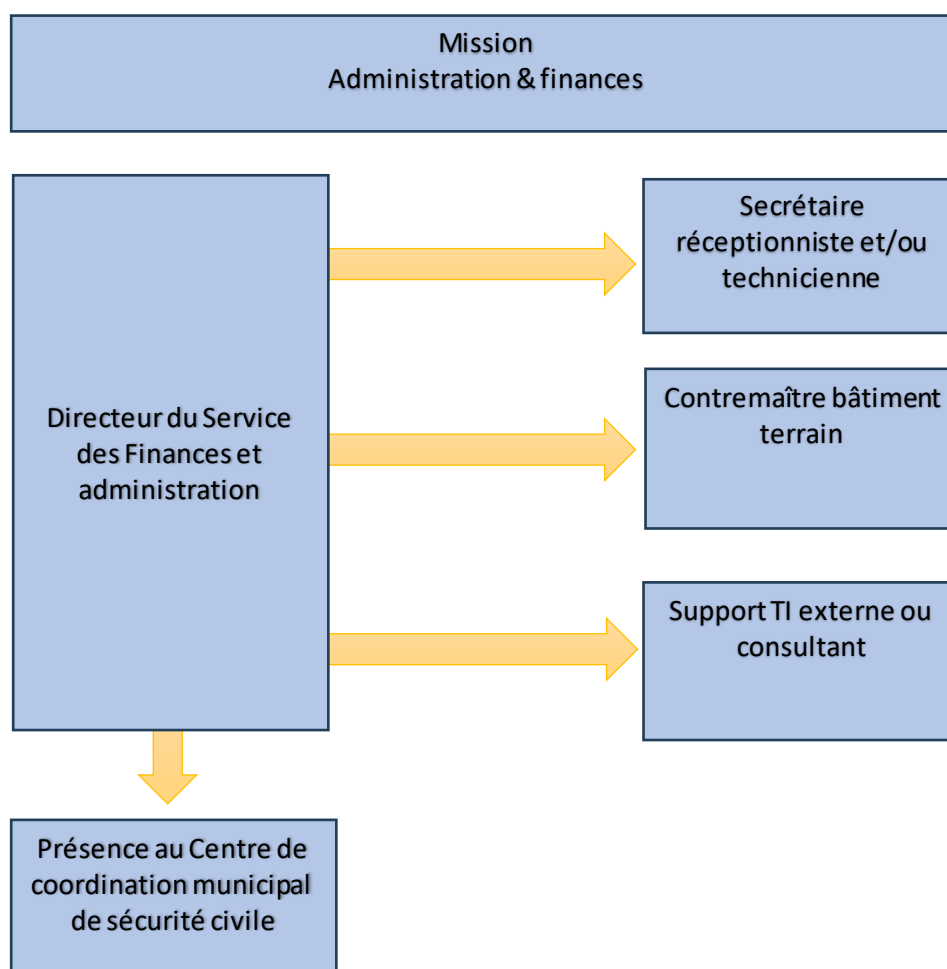 Mission
Administration & finances
Directeur du Service
des Finances et
administration
Secrétaire
réceptionniste et/ou
technicienne
Contremaître bâtiment
terrain
Support TI externe ou
consultant
Présence au Centre de
coordination municipal
de sécurité civile